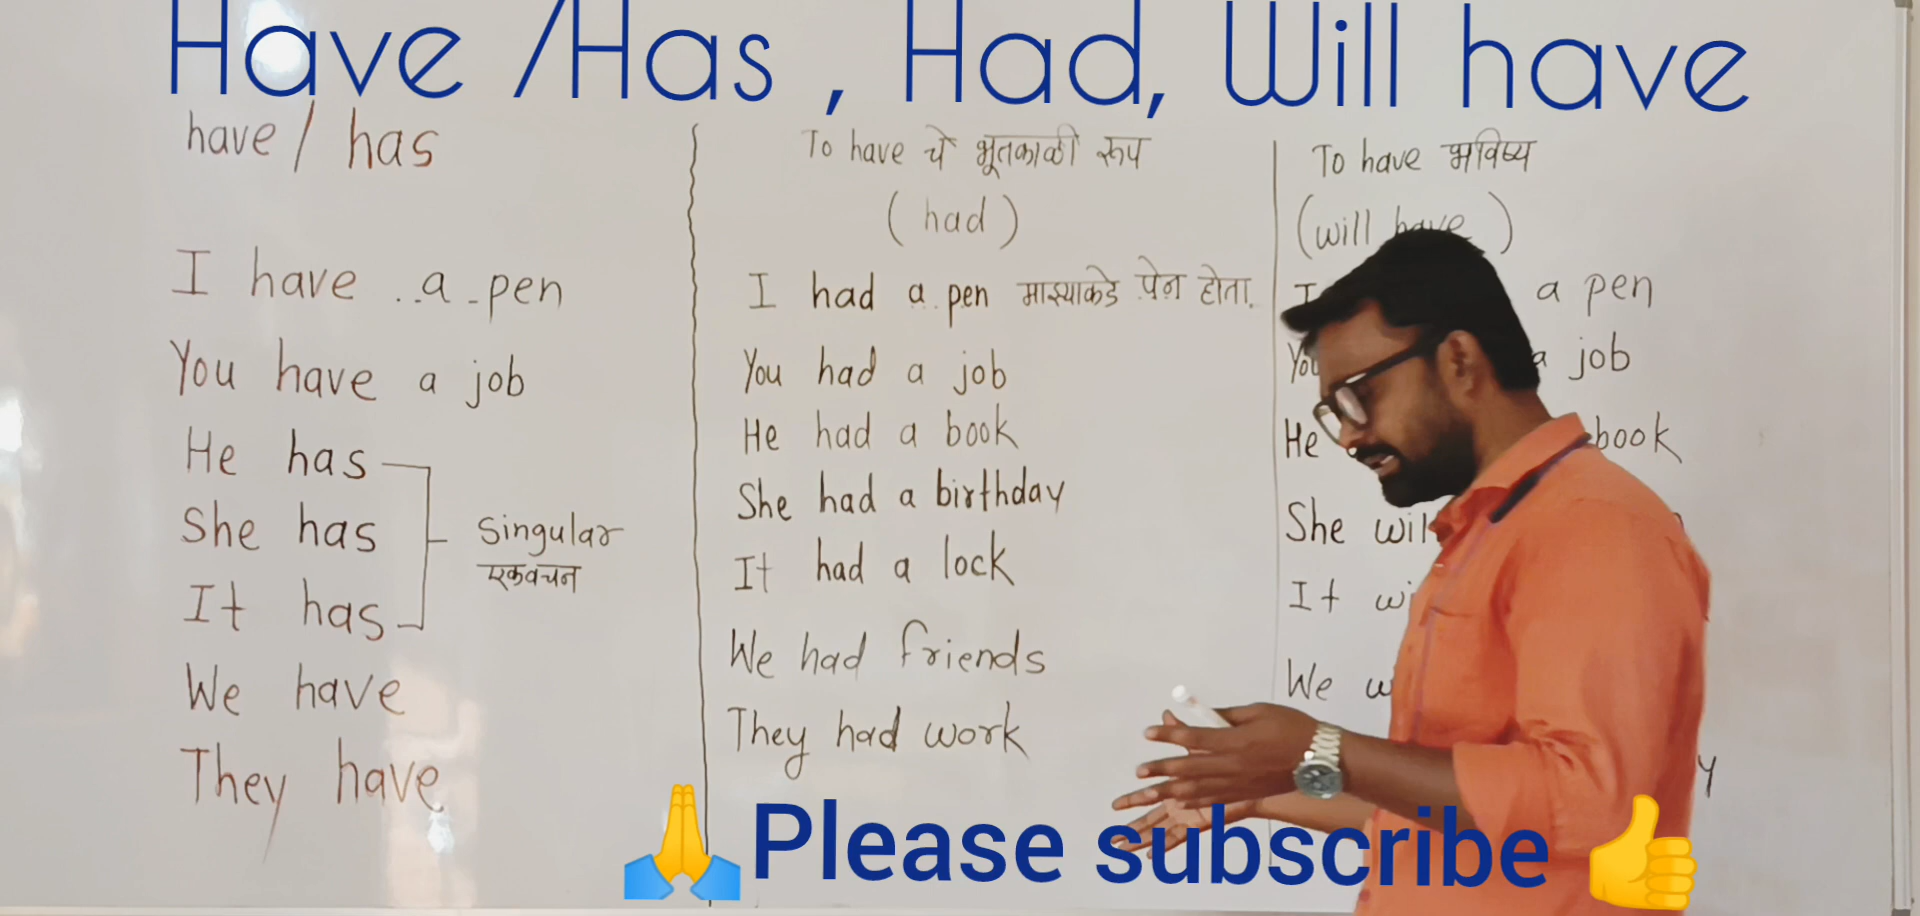 Have /Has , Had, Will have
have / has
I have ..a.-pen
You have a job
He has
She has
It has
Singular
एकवचन
We have
They have
To have चे भूतकाळी रूप
( had )
I had a pen माझ्याकडे पेन होता.
You had a job
He had a book
She had a birthday
It had a lock
We had friends
They had work
To have भविष्य
(will have )
I a pen
You a job
He book
She will
It
We
Please subscribe